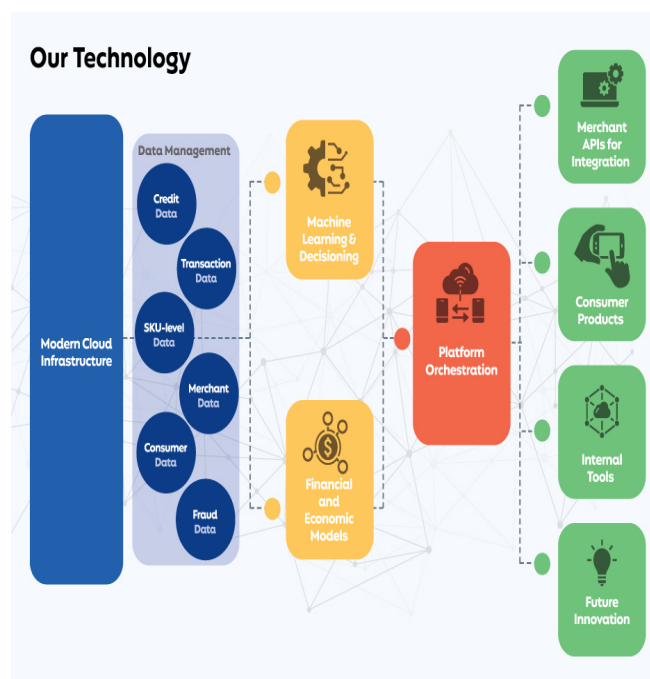 Our Technology
Modern Cloud
Infrastructure
Data Management
Credit
Data
Transaction
Data
SKU-level
Data
Merchant
Data
Consumer
Data
Fraud
Data
Machine
Learning &
Decisioning
Financial
and
Economic
Models
Platform
Orchestration
Merchant
APIs for
Integration
Consumer
Products
Internal
Tools
Future
Innovation